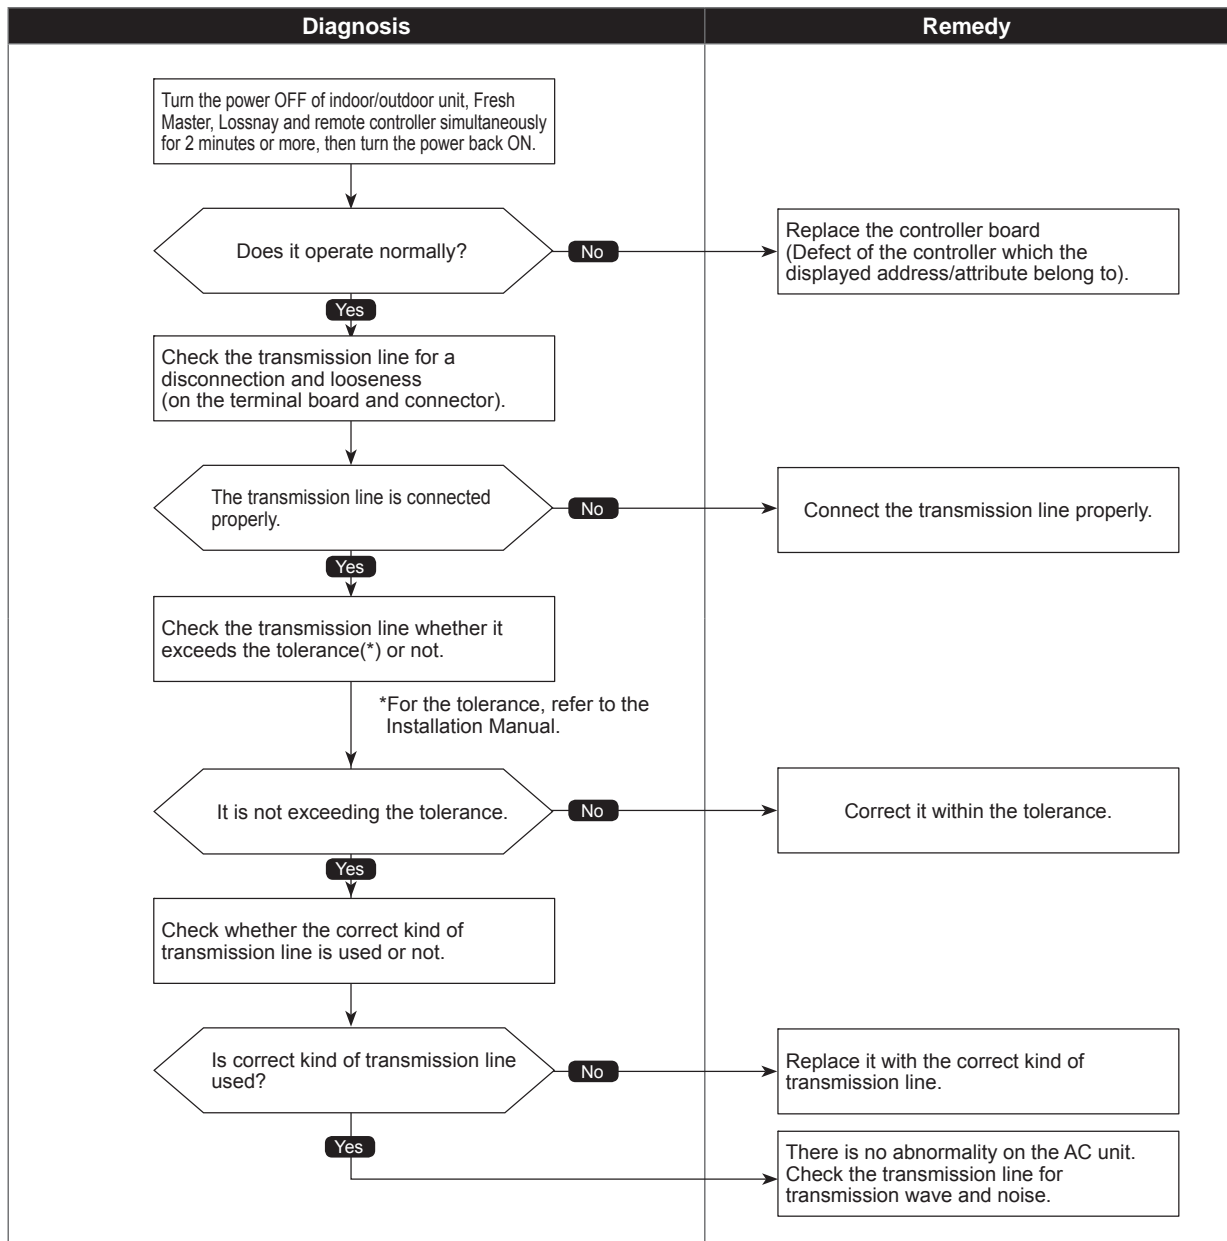 Diagnosis
Remedy
Turn the power OFF of indoor/outdoor unit, Fresh
Master, Lossnay and remote controller simultaneously
for 2 minutes or more, then turn the power back ON.
Does it operate normally?
No
Replace the controller board
(Defect of the controller which the
displayed address/attribute belong to).
Yes
Check the transmission line for a
disconnection and looseness
(on the terminal board and connector).
The transmission line is connected
properly.
No
Connect the transmission line properly.
Yes
Check the transmission line whether it
exceeds the tolerance(*) or not.
*For the tolerance, refer to the
Installation Manual.
It is not exceeding the tolerance.
No
Correct it within the tolerance.
Yes
Check whether the correct kind of
transmission line is used or not.
Is correct kind of transmission line
used?
No
Replace it with the correct kind of
transmission line.
Yes
There is no abnormality on the AC unit.
Check the transmission line for
transmission wave and noise.